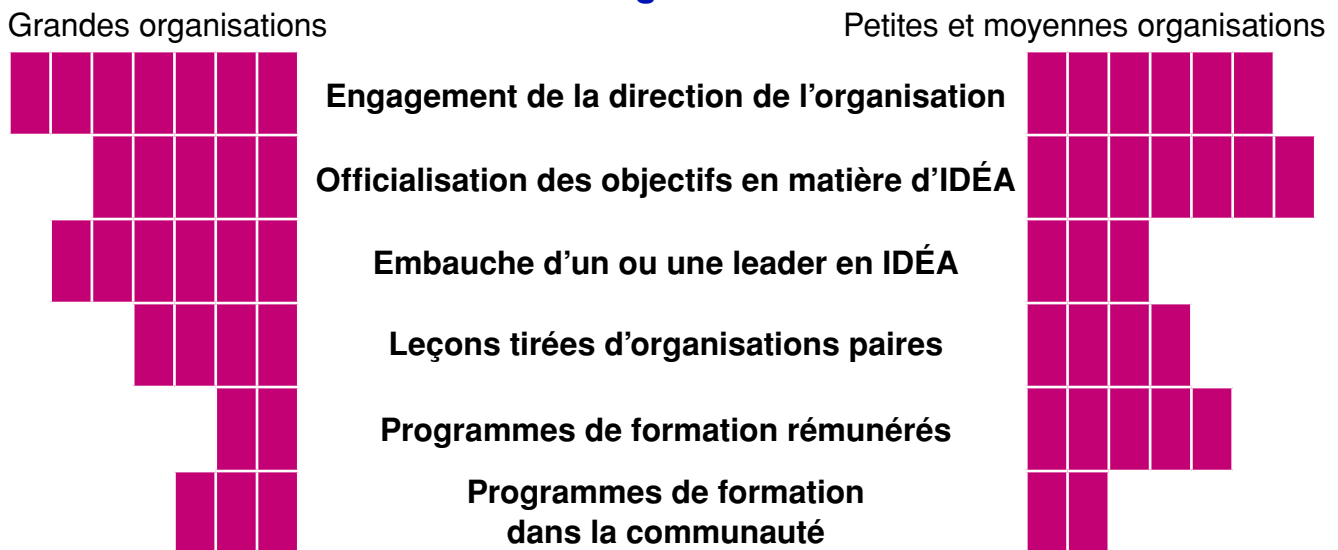 Grandes organisations
Petites et moyennes organisations
Engagement de la direction de l’organisation
Officialisation des objectifs en matière d’IDÉA
Embauche d’un ou une leader en IDÉA
Leçons tirées d’organisations paires
Programmes de formation rémunérés
Programmes de formation
dans la communauté